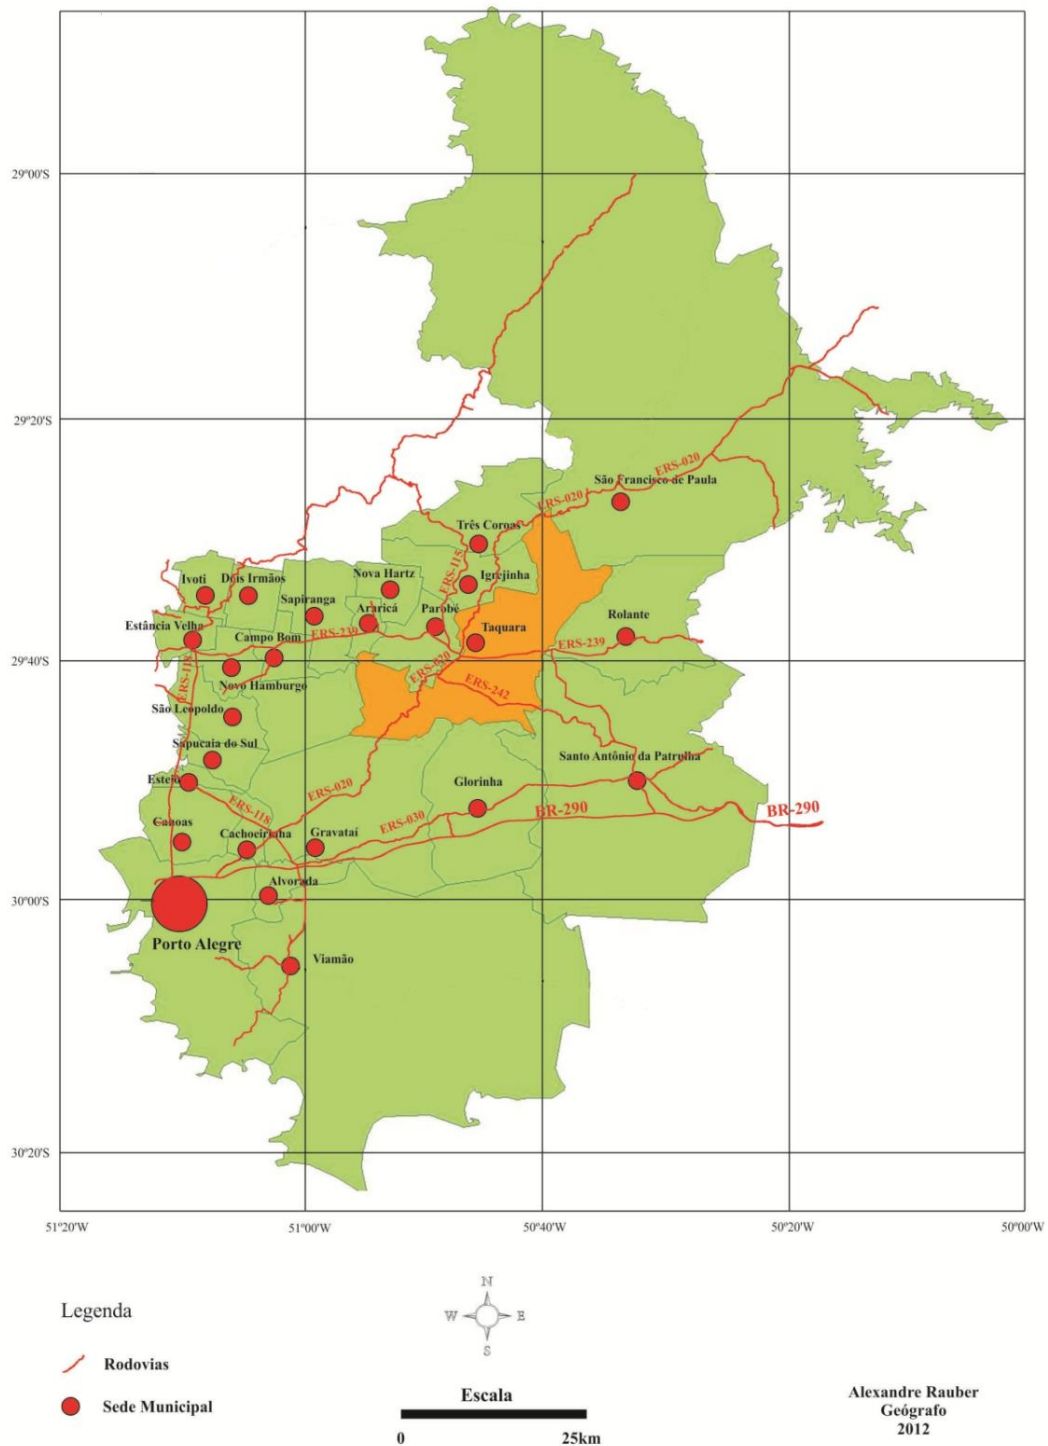 29°00'S
29°20'S
ERS-020
São Francisco de Paula
ERS-020
Três Coroas
ERS-115
Igrejinha
Nova Hartz
Ivoti
Dois Irmãos
Sapiranga
Araricá
Parobé
Rolante
Estância Velha
Campo Bom
ERS-239
Taquara
ERS-239
29°40'S
ERS-020
ERS-118
Novo Hamburgo
ERS-242
São Leopoldo
Sapucaia do Sul
Santo Antônio da Patrulha
Esteio
ERS-020
Glorinha
ERS-118
BR-290
BR-290
Canoas
Cachoeirinha
Gravataí
ERS-030
Alvorada
30°00'S
Porto Alegre
Viamão
30°20'S
51°20'W
51°00'W
50°40'W
50°20'W
50°00'W
Legenda
N
W
E
S
Rodovias
Sede Municipal
Escala
0
25km
Alexandre Rauber
Geógrafo
2012